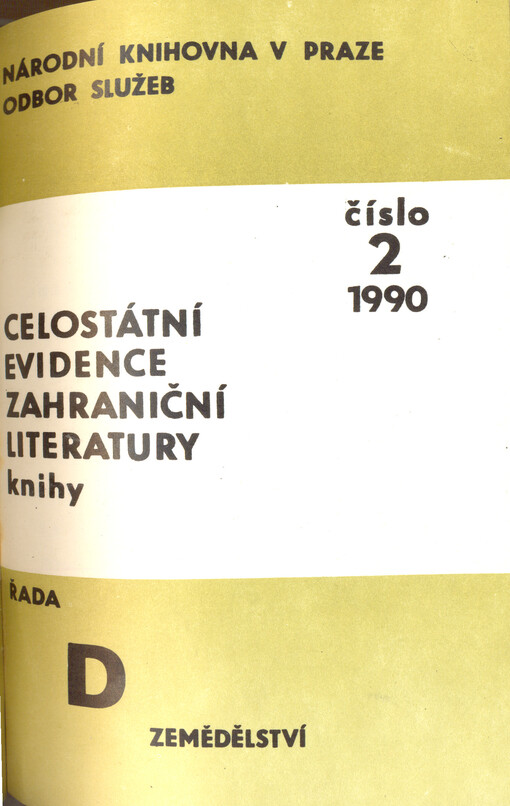 NÁRODNÍ KNIHOVNA V PRAZE
ODBOR SLUŽEB
číslo
2
1990
CELOSTÁTNÍ
EVIDENCE
ZAHRANIČNÍ
LITERATURY
knihy
ŘADA
D
ZEMĚDĚLSTVÍ